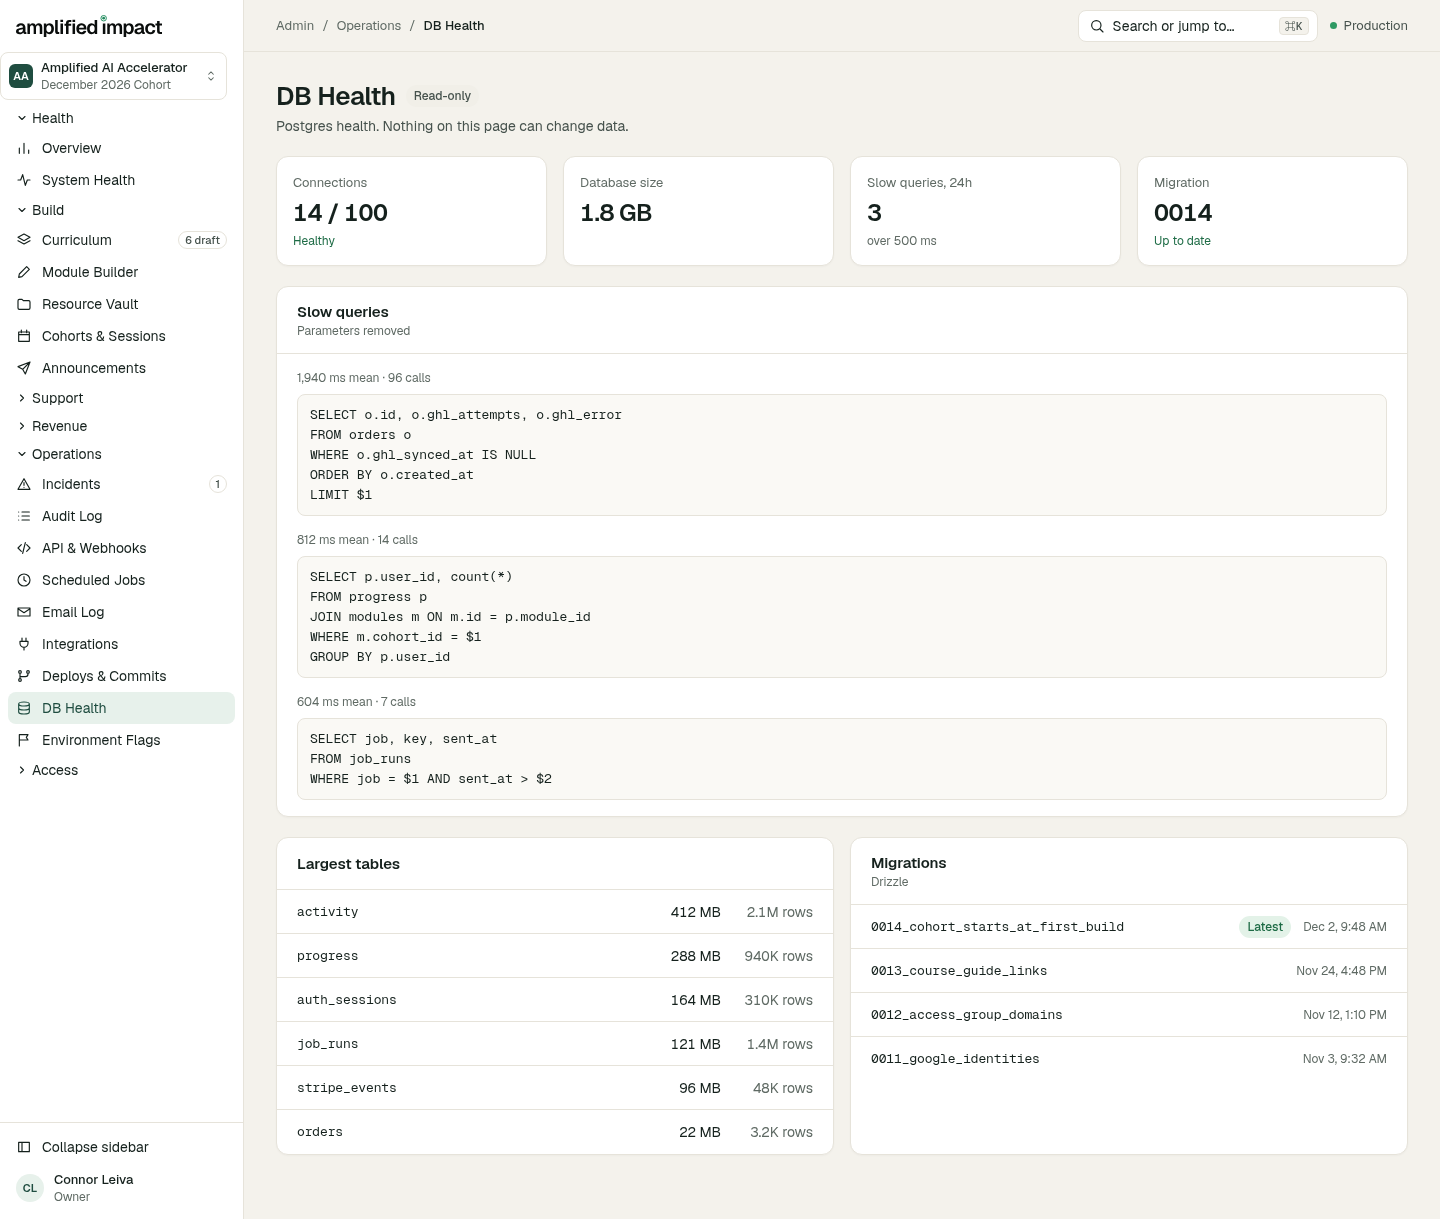 amplified impact
AA
Amplified AI Accelerator
December 2026 Cohort
Health
Overview
System Health
Build
Curriculum 6 draft
Module Builder
Resource Vault
Cohorts & Sessions
Announcements
Support
Revenue
Operations
Incidents 1
Audit Log
API & Webhooks
Scheduled Jobs
Email Log
Integrations
Deploys & Commits
DB Health
Environment Flags
Access
Collapse sidebar
CL
Connor Leiva
Owner
Admin / Operations / DB Health
Search or jump to… ⌘K
Production
DB Health Read-only
Postgres health. Nothing on this page can change data.
Connections
14 / 100
Healthy
Database size
1.8 GB
Slow queries, 24h
3
over 500 ms
Migration
0014
Up to date
Slow queries
Parameters removed
1,940 ms mean · 96 calls
SELECT o.id, o.ghl_attempts, o.ghl_error
FROM orders o
WHERE o.ghl_synced_at IS NULL
ORDER BY o.created_at
LIMIT $1
812 ms mean · 14 calls
SELECT p.user_id, count(*)
FROM progress p
JOIN modules m ON m.id = p.module_id
WHERE m.cohort_id = $1
GROUP BY p.user_id
604 ms mean · 7 calls
SELECT job, key, sent_at
FROM job_runs
WHERE job = $1 AND sent_at > $2
Largest tables
activity 412 MB 2.1M rows
progress 288 MB 940K rows
auth_sessions 164 MB 310K rows
job_runs 121 MB 1.4M rows
stripe_events 96 MB 48K rows
orders 22 MB 3.2K rows
Migrations
Drizzle
0014_cohort_starts_at_first_build Latest Dec 2, 9:48 AM
0013_course_guide_links Nov 24, 4:48 PM
0012_access_group_domains Nov 12, 1:10 PM
0011_google_identities Nov 3, 9:32 AM